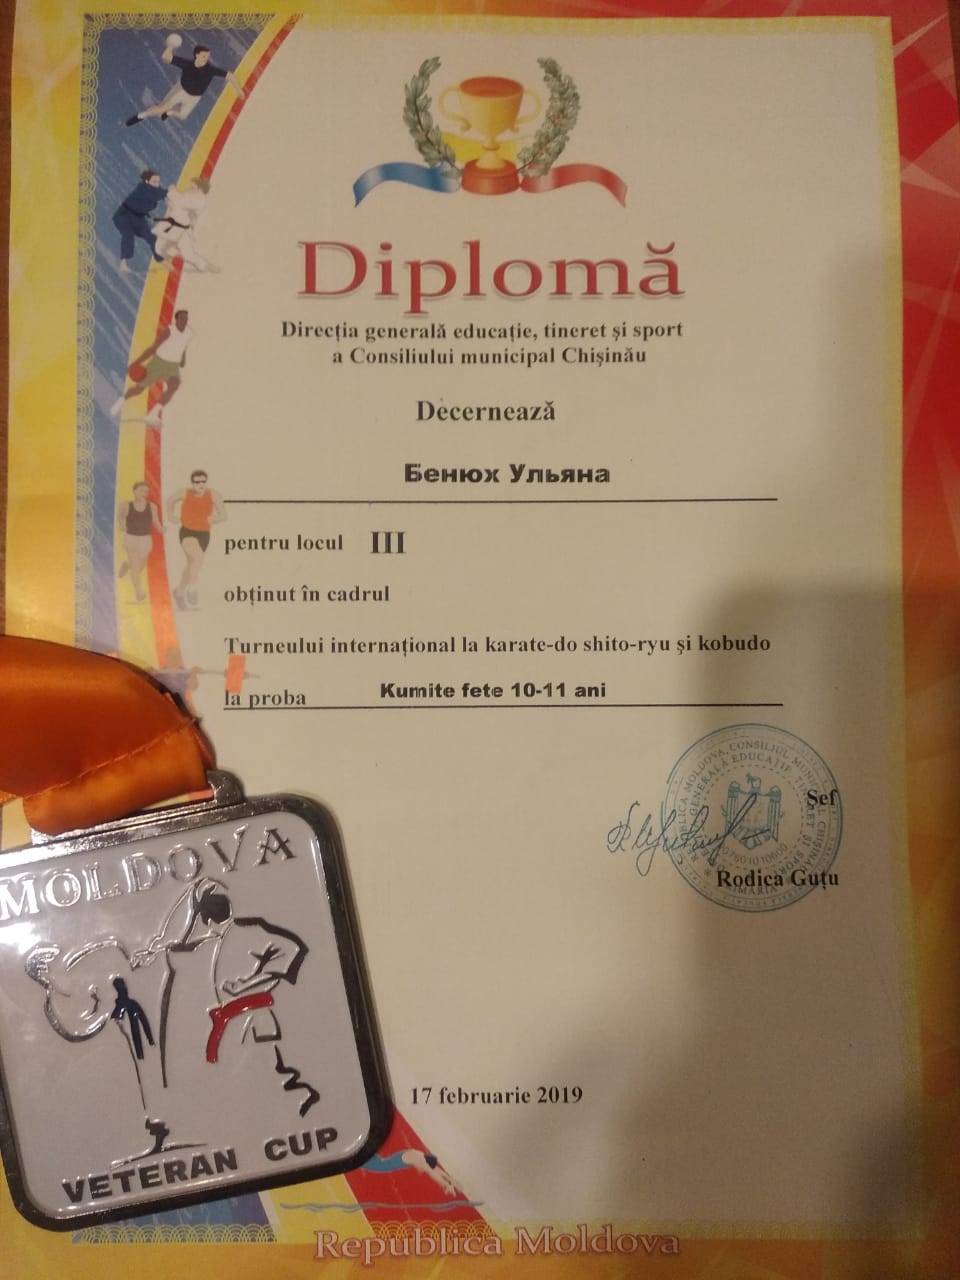 Diplomă
Direcția generală educație, tineret și sport
a Consiliului municipal Chișinău
Decernează
Бенюх Ульяна
pentru locul III
obținut în cadrul
Turneului internațional la karate-do shito-ryu și kobudo
la proba Kumite fete 10-11 ani
Șef
Rodica Guțu
17 februarie 2019
MOLDOVA
VETERAN CUP
Republica Moldova